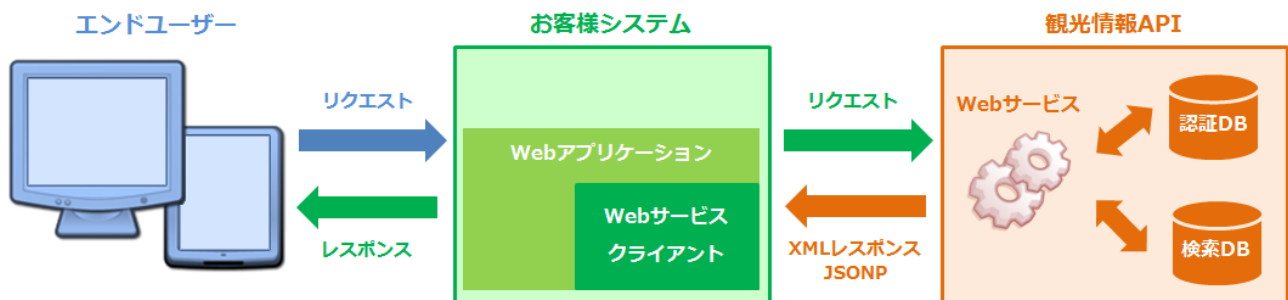 エンドユーザー
お客様システム
観光情報API
リクエスト
リクエスト
Webサービス
認証DB
Webアプリケーション
Webサービス
クライアント
レスポンス
XMLレスポンス
JSONP
検索DB